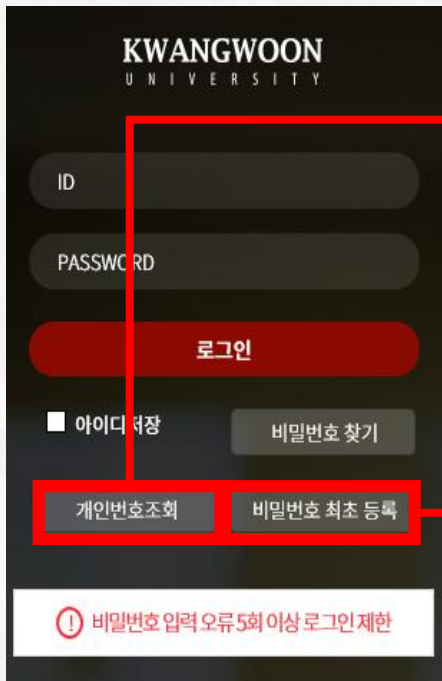 KWANGWOON
UNIVERSITY
ID
PASSWORD
로그인
아이디저장
비밀번호 찾기
개인번호조회
비밀번호 최초 등록
비밀번호 입력 오류 5회 이상 로그인 제한